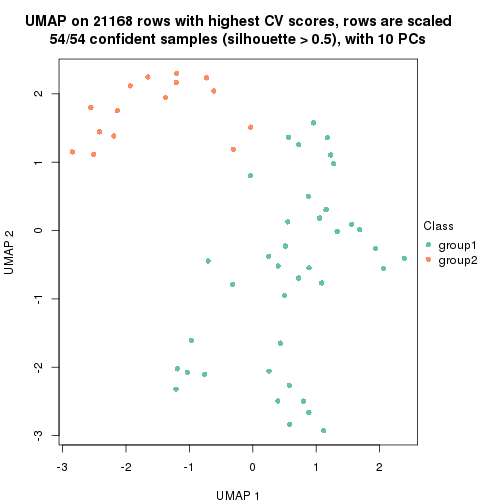 UMAP on 21168 rows with highest CV scores, rows are scaled
54/54 confident samples (silhouette > 0.5), with 10 PCs
2
1
0
-1
-2
-3
UMAP 2
-3 -2 -1 0 1 2
UMAP 1
Class
group1
group2